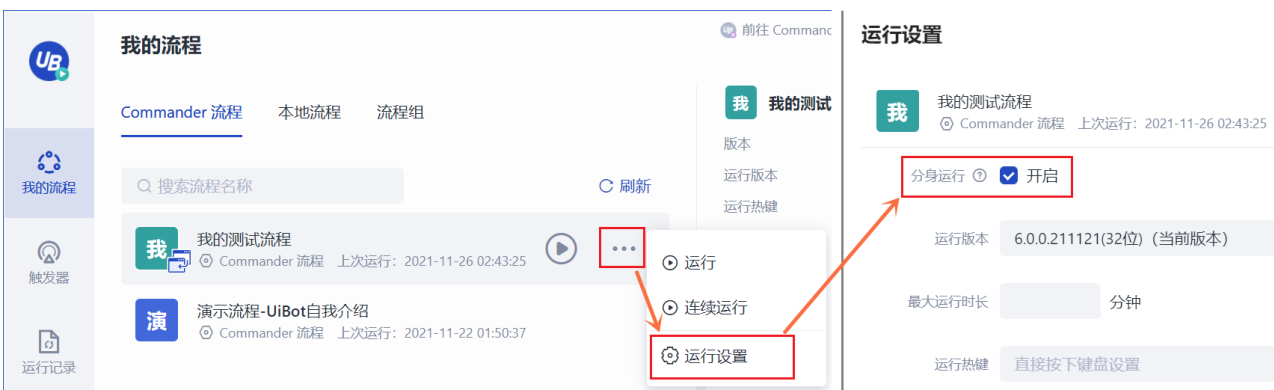 UB
我的流程
触发器
运行记录
我的流程
前往 Commanc
Commander 流程 本地流程 流程组
搜索流程名称
刷新
我
我的测试流程
Commander 流程 上次运行：2021-11-26 02:43:25
演
演示流程-UiBot自我介绍
Commander 流程 上次运行：2021-11-22 01:50:37
我
我的测试
版本
运行版本
运行热键
运行
连续运行
运行设置
运行设置
我
我的测试流程
Commander 流程 上次运行：2021-11-26 02:43:25
分身运行 开启
运行版本 6.0.0.211121(32位)（当前版本）
最大运行时长 分钟
运行热键 直接按下键盘设置